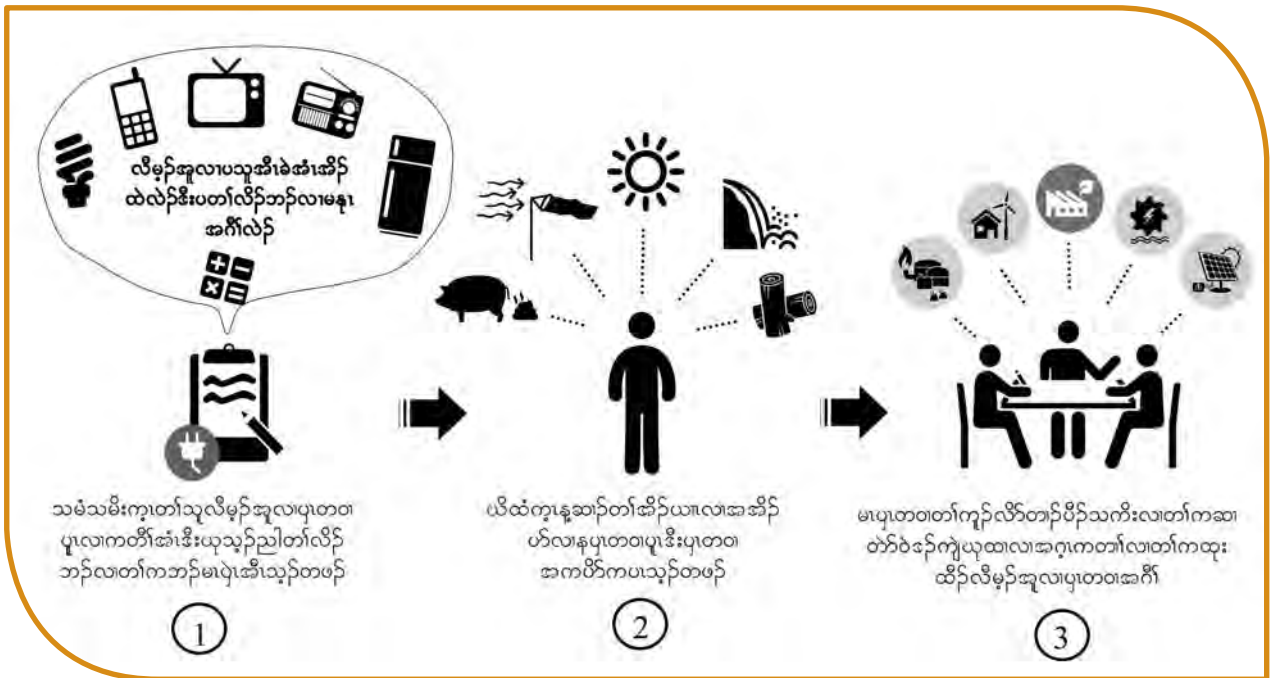 လီမ့ၣ်အူလၢပသူအီၤခဲအံၤအိၣ်
ထဲလဲၣ်ဒီးပတၢ်လိၣ်ဘၣ်လၢမနုၤ
အဂီၢ်လဲၣ်
သမံသမိးက့ၤတၢ်သူလီမ့ၣ်အူလၢပှၤတဝၢ
ပူၤလၢကတီၢ်အံၤဒီးယုသ့ၣ်ညါတၢ်လိၣ်
ဘၣ်လၢတၢ်ကဘၣ်မၤပှဲၤအီၤသ့ၣ်တဖၣ်
ဃိထံက့ၤန့ဆၢၣ်တၢ်အိၣ်ယၢၤလၢအအိၣ်
ဟ်လၢနပှၤတဝၢပူၤဒီးပှၤတဝၢ
အကပိာ်ကပၤသ့ၣ်တဖၣ်
မၤပှၤတဝၢတၢ်ကူၣ်လိာ်တၢၣ်ပီၣ်သကိးလၢတၢ်ကဆၢ
တဲာ်ဝဲဒၣ်ကျဲယုထၢလၢအဂ့ၤကတၢၢ်လၢတၢ်ကထုး
ထီၣ်လီမ့ၣ်အူလၢပှၤတဝၢအဂီၢ်
1
2
3